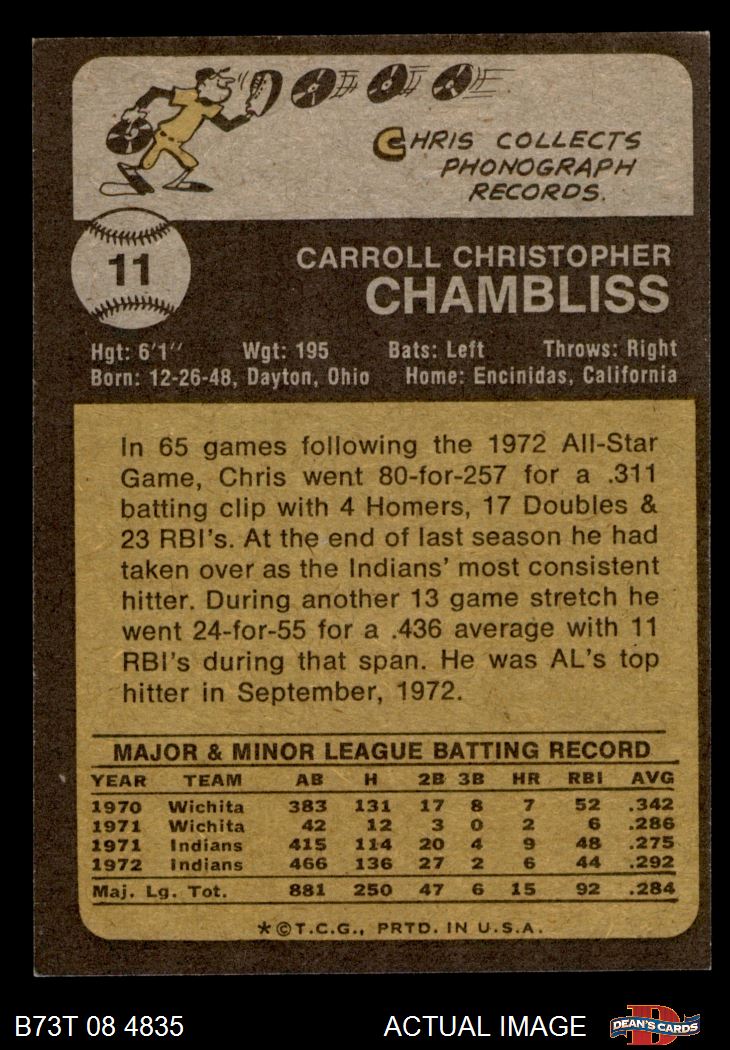 CHRIS COLLECTS
PHONOGRAPH
RECORDS.
11
CARROLL CHRISTOPHER
CHAMBLISS
Hgt: 6'1" Wgt: 195 Bats: Left Throws: Right
Born: 12-26-48, Dayton, Ohio Home: Encinidas, California
In 65 games following the 1972 All-Star
Game, Chris went 80-for-257 for a .311
batting clip with 4 Homers, 17 Doubles &
23 RBI's. At the end of last season he had
taken over as the Indians' most consistent
hitter. During another 13 game stretch he
went 24-for-55 for a .436 average with 11
RBI's during that span. He was AL's top
hitter in September, 1972.
MAJOR & MINOR LEAGUE BATTING RECORD
YEAR TEAM AB H 2B 3B HR RBI AVG
1970 Wichita 383 131 17 8 7 52 .342
1971 Wichita 42 12 3 0 2 6 .286
1971 Indians 415 114 20 4 9 48 .275
1972 Indians 466 136 27 2 6 44 .292
Maj. Lg. Tot. 881 250 47 6 15 92 .284
*©T.C.G., PRTD. IN U.S.A.
B73T 08 4835 ACTUAL IMAGE DEAN'S CARDS